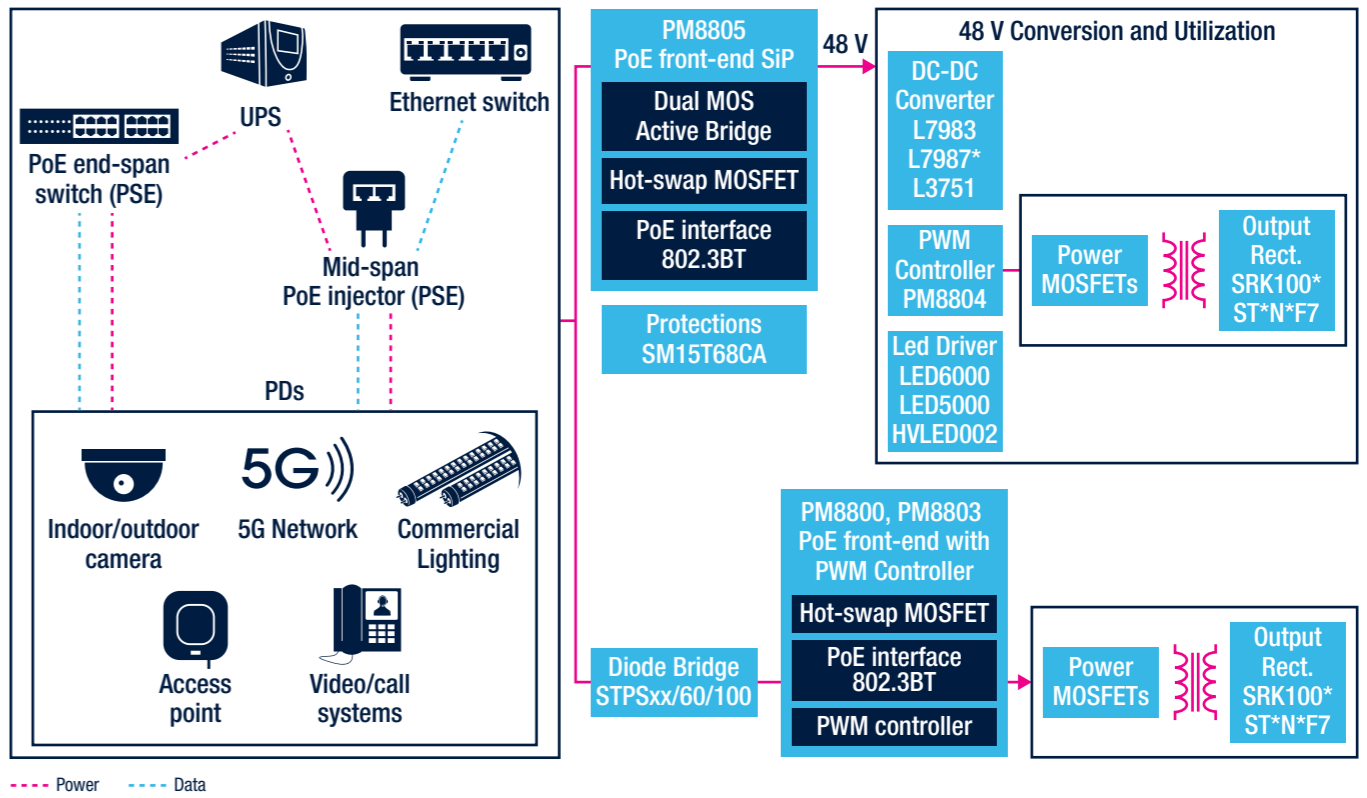 UPS
Ethernet switch
PoE end-span
switch (PSE)
Mid-span
PoE injector (PSE)
PDs
Indoor/outdoor
camera
5G
5G Network
Commercial
Lighting
Access
point
Video/call
systems
Power
Data
PM8805
PoE front-end SiP
Dual MOS
Active Bridge
Hot-swap MOSFET
PoE interface
802.3BT
Protections
SM15T68CA
48 V
48 V Conversion and Utilization
DC-DC
Converter
L7983
L7987*
L3751
PWM
Controller
PM8804
Led Driver
LED6000
LED5000
HVLED002
Power
MOSFETs
Output
Rect.
SRK100*
ST*N*F7
Diode Bridge
STPSxx/60/100
PM8800, PM8803
PoE front-end with
PWM Controller
Hot-swap MOSFET
PoE interface
802.3BT
PWM controller
Power
MOSFETs
Output
Rect.
SRK100*
ST*N*F7